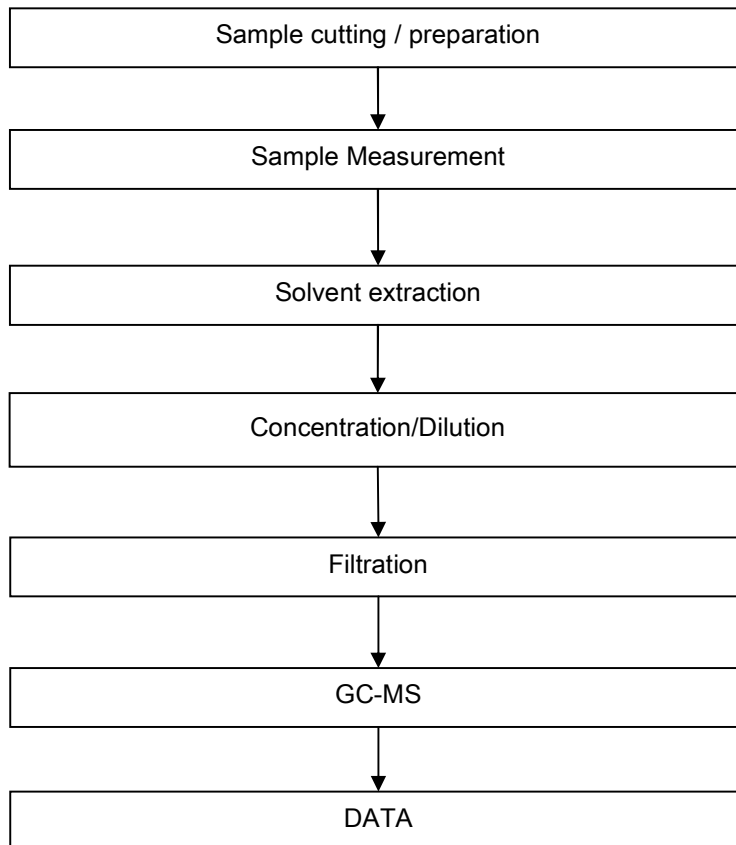 Sample cutting / preparation
Sample Measurement
Solvent extraction
Concentration/Dilution
Filtration
GC-MS
DATA